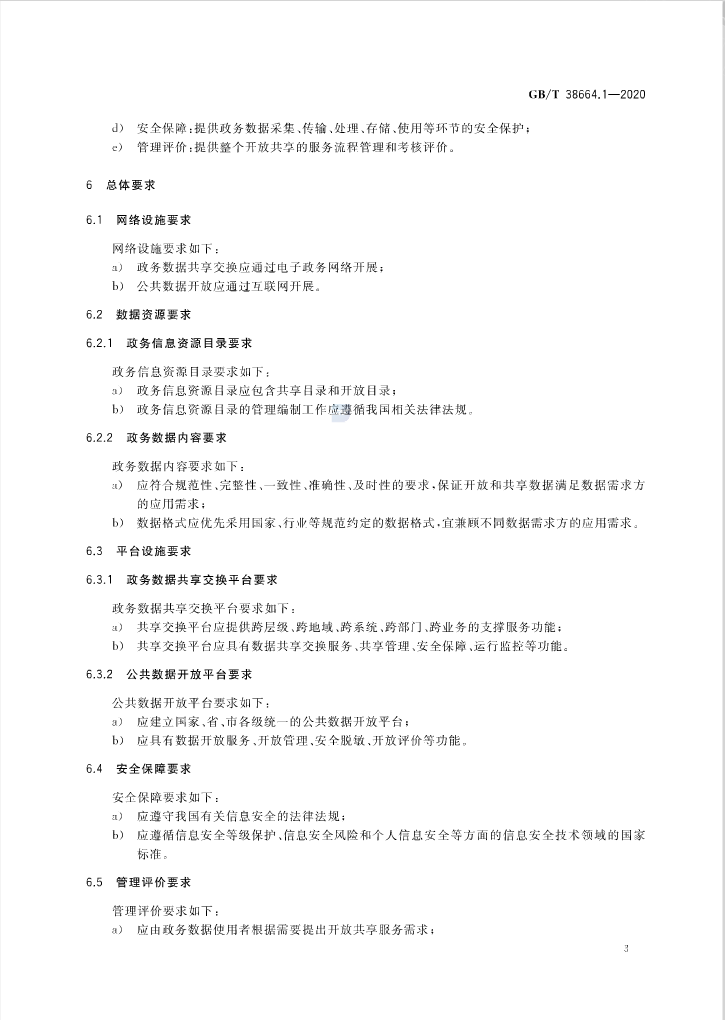 GB/T 38664.1—2020
d) 安全保障:提供政务数据采集、传输、处理、存储、使用等环节的安全保护;
e) 管理评价:提供整个开放共享的服务流程管理和考核评价。
6 总体要求
6.1 网络设施要求
网络设施要求如下:
a) 政务数据共享交换应通过电子政务网络开展;
b) 公共数据开放应通过互联网开展。
6.2 数据资源要求
6.2.1 政务信息资源目录要求
政务信息资源目录要求如下:
a) 政务信息资源目录应包含共享目录和开放目录;
b) 政务信息资源目录的管理编制工作应遵循我国相关法律法规。
6.2.2 政务数据内容要求
政务数据内容要求如下:
a) 应符合规范性、完整性、一致性、准确性、及时性的要求,保证开放和共享数据满足数据需求方
的应用需求;
b) 数据格式应优先采用国家、行业等规范约定的数据格式,宜兼顾不同数据需求方的应用需求。
6.3 平台设施要求
6.3.1 政务数据共享交换平台要求
政务数据共享交换平台要求如下:
a) 共享交换平台应提供跨层级、跨地域、跨系统、跨部门、跨业务的支撑服务功能;
b) 共享交换平台应具有数据共享交换服务、共享管理、安全保障、运行监控等功能。
6.3.2 公共数据开放平台要求
公共数据开放平台要求如下:
a) 应建立国家、省、市各级统一的公共数据开放平台;
b) 应具有数据开放服务、开放管理、安全脱敏、开放评价等功能。
6.4 安全保障要求
安全保障要求如下:
a) 应遵守我国有关信息安全的法律法规;
b) 应遵循信息安全等级保护、信息安全风险和个人信息安全等方面的信息安全技术领域的国家
标准。
6.5 管理评价要求
管理评价要求如下:
a) 应由政务数据使用者根据需要提出开放共享服务需求;
3